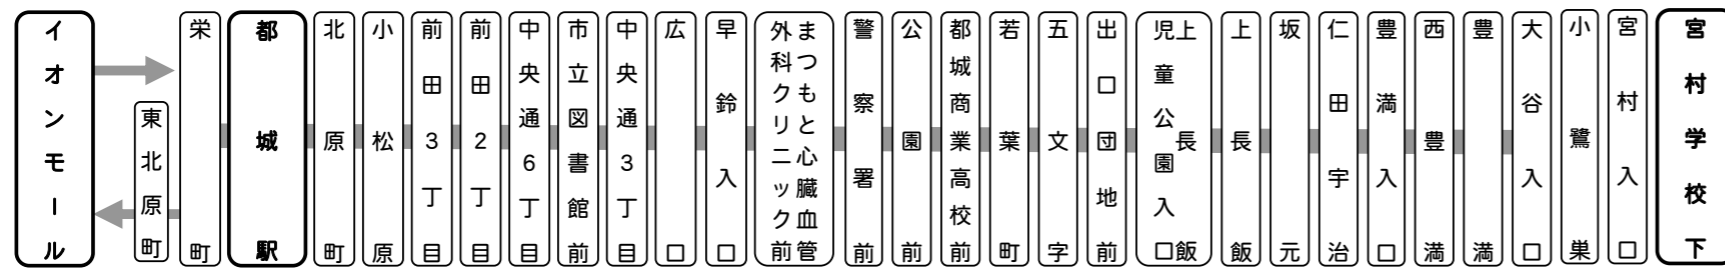 イオンモール
東北原町
栄町
都城駅
北原町
小松原
前田3丁目
前田2丁目
中央通6丁目
市立図書館前
中央通3丁目
広口
早鈴入口
まつもと心臓血管
外科クリニック前
警察署前
公園前
都城商業高校前
若葉町
五文字
出口団地前
上長飯
児童公園入口
上長飯
坂元
仁田宇治
豊満入口
西豊満
豊満
大谷入口
小鷺巣
宮村入口
宮村学校下